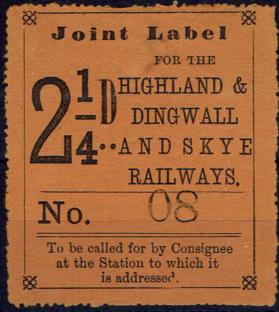 Joint Label
FOR THE
2 1/4 D HIGHLAND &
DINGWALL
AND SKYE
RAILWAYS.
No. 08
To be called for by Consignee
at the Station to which it
is addressed.